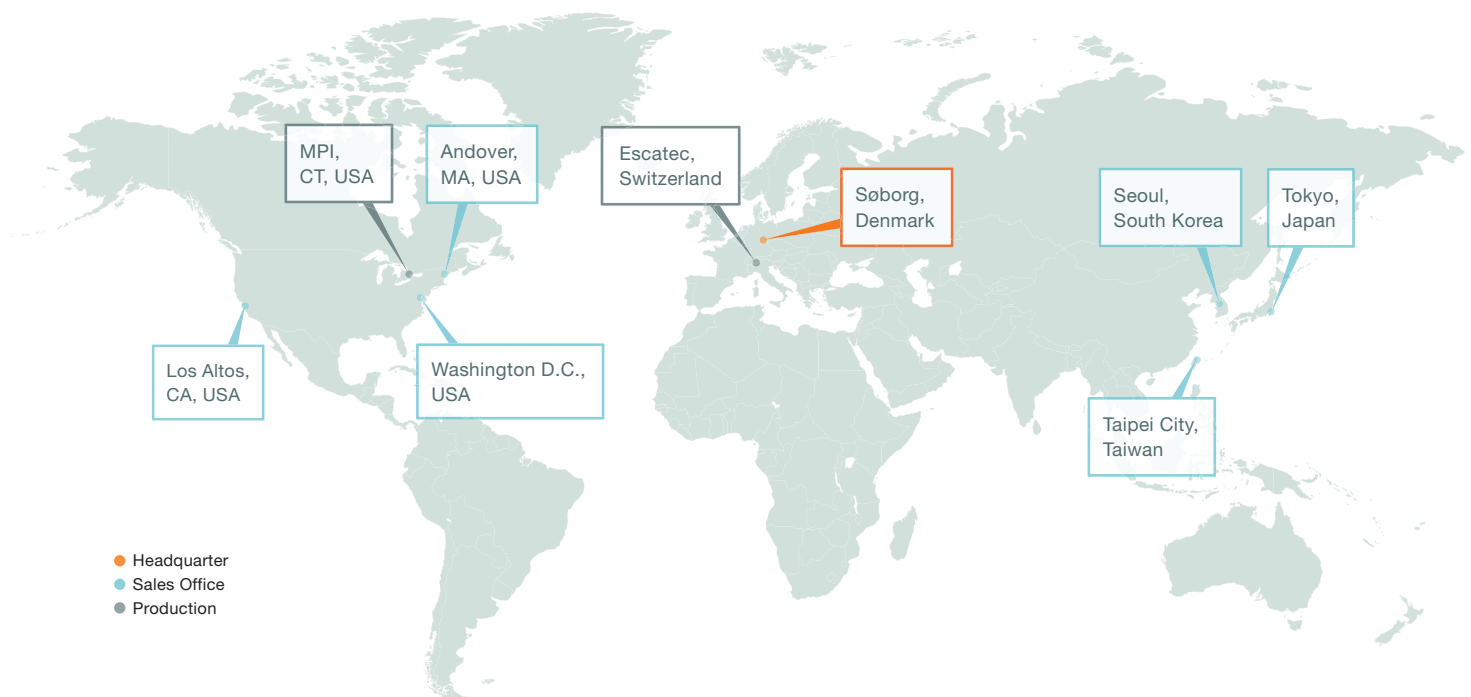 MPI,
CT, USA
Andover,
MA, USA
Escatec,
Switzerland
Søborg,
Denmark
Seoul,
South Korea
Tokyo,
Japan
Los Altos,
CA, USA
Washington D.C.,
USA
Taipei City,
Taiwan
Headquarter
Sales Office
Production